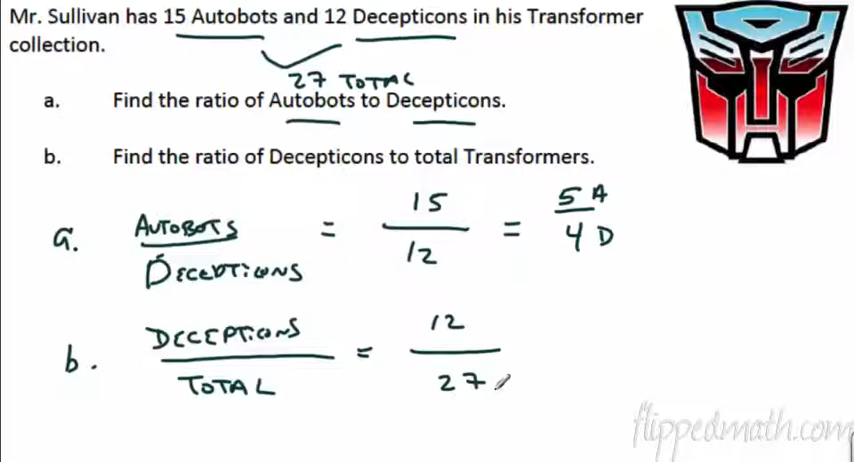 Mr. Sullivan has 15 Autobots and 12 Decepticons in his Transformer
collection.
27 TOTAL
a. Find the ratio of Autobots to Decepticons.
b. Find the ratio of Decepticons to total Transformers.
a. AUTOBOTS / DECEPTICONS = 15 / 12 = 5 A / 4 D
b. DECEPTICONS / TOTAL = 12 / 27
flippedmath.com